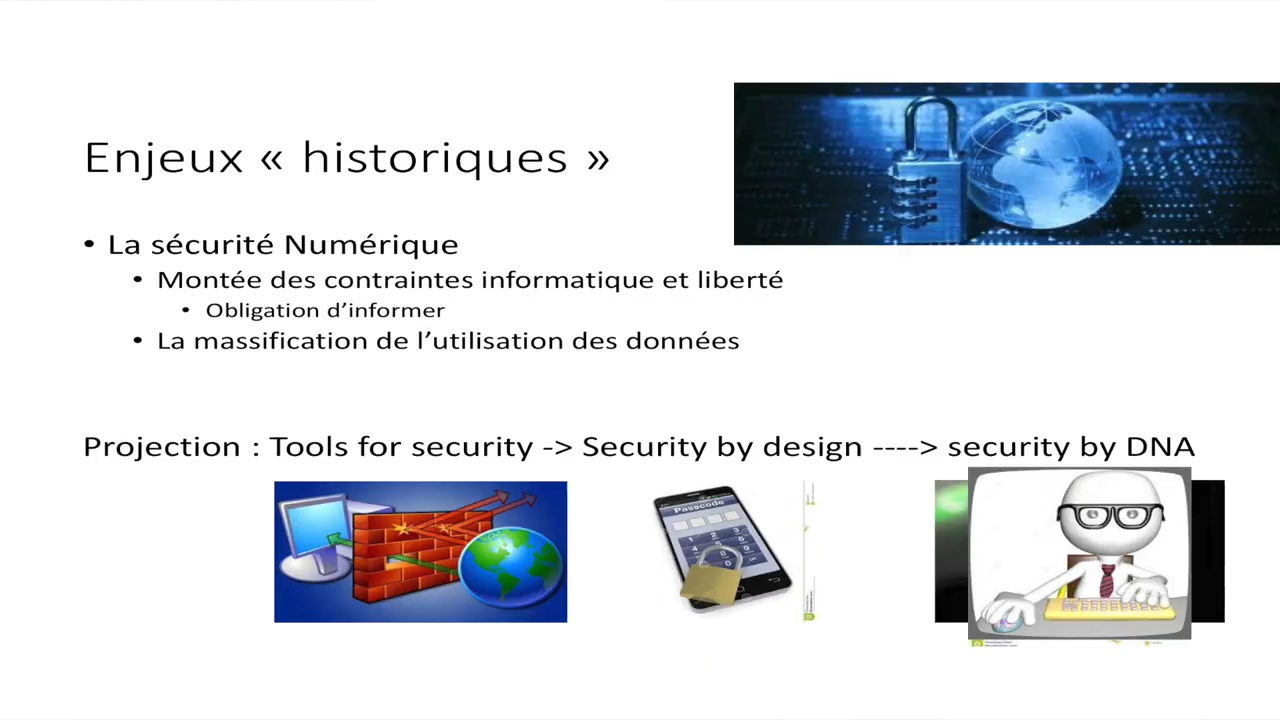 Enjeux « historiques »
• La sécurité Numérique
• Montée des contraintes informatique et liberté
• Obligation d’informer
• La massification de l’utilisation des données
Projection : Tools for security -> Security by design ----> security by DNA
Passcode